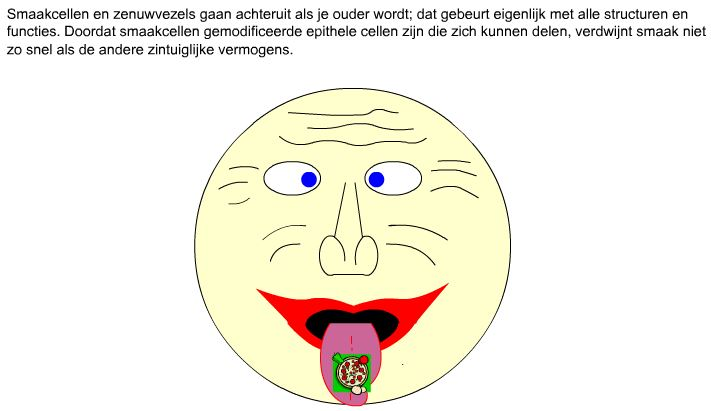 Smaakcellen en zenuwvezels gaan achteruit als je ouder wordt; dat gebeurt eigenlijk met alle structuren en
functies. Doordat smaakcellen gemodificeerde epithele cellen zijn die zich kunnen delen, verdwijnt smaak niet
zo snel als de andere zintuiglijke vermogens.